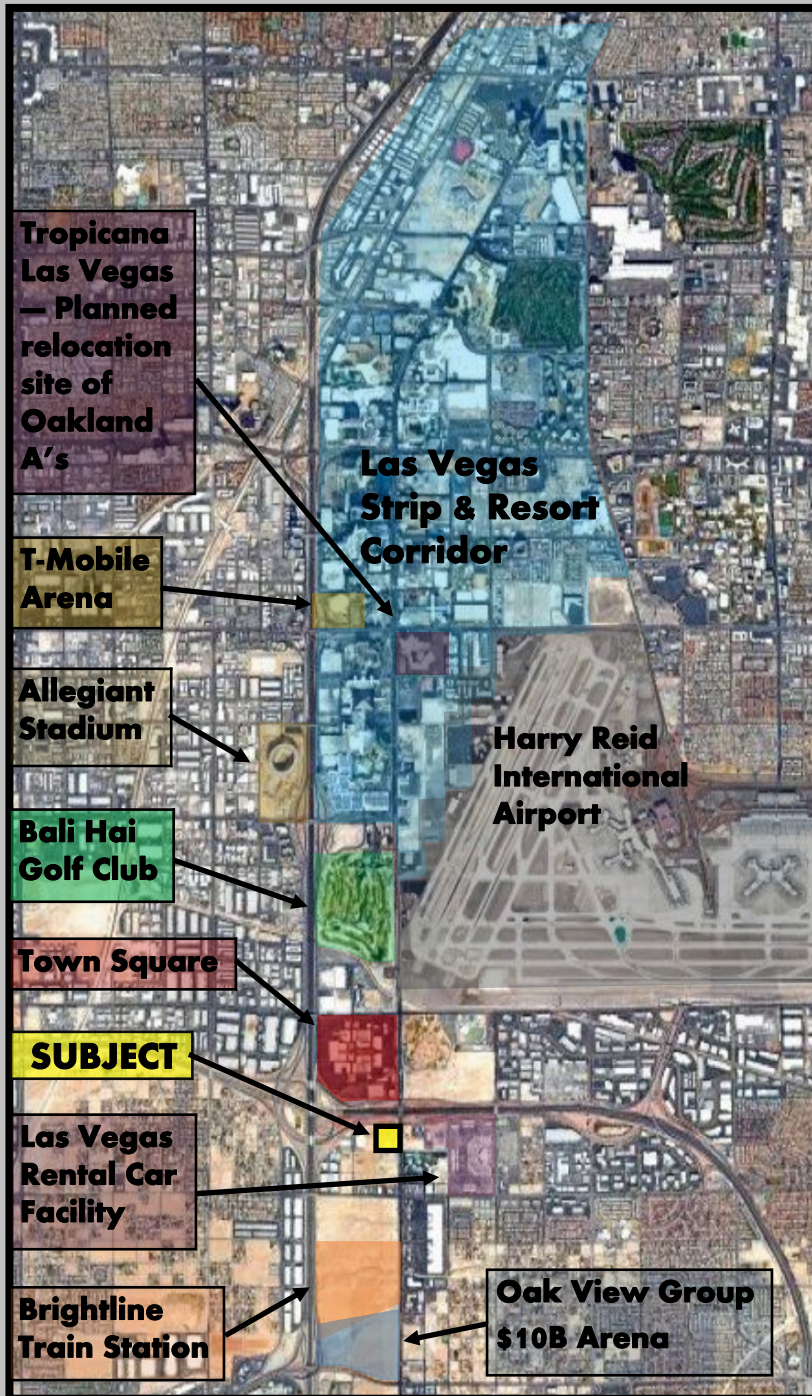 Tropicana
Las Vegas
— Planned
relocation
site of
Oakland
A’s
Las Vegas
Strip & Resort
Corridor
T-Mobile
Arena
Allegiant
Stadium
Harry Reid
International
Airport
Bali Hai
Golf Club
Town Square
SUBJECT
Las Vegas
Rental Car
Facility
Brightline
Train Station
Oak View Group
$10B Arena